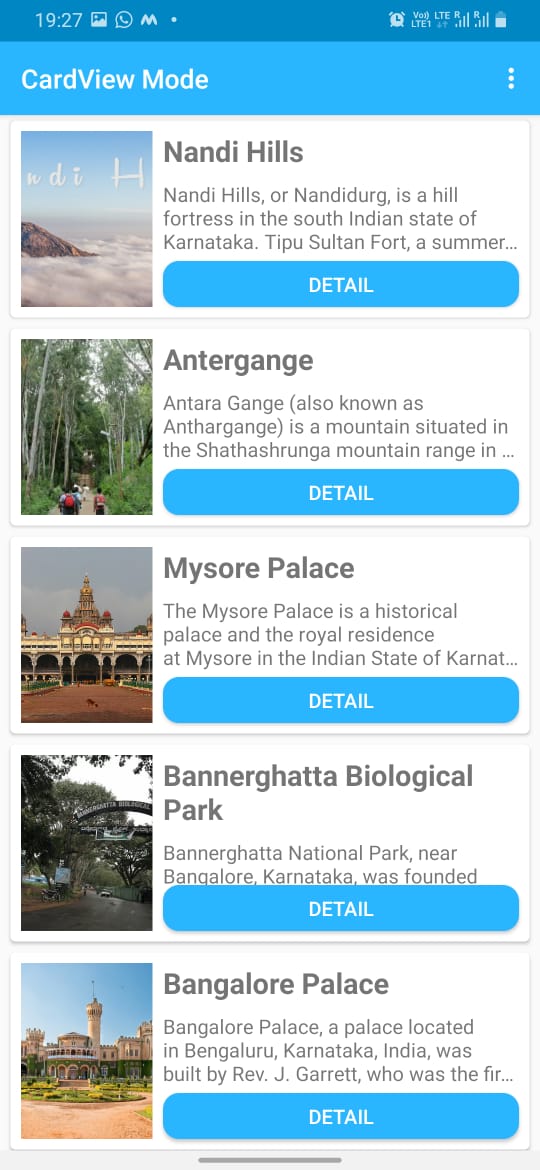 19:27
Vo)) LTE R R
LTE1
CardView Mode
ndi H
Nandi Hills
Nandi Hills, or Nandidurg, is a hill
fortress in the south Indian state of
Karnataka. Tipu Sultan Fort, a summer...
DETAIL
Antergange
Antara Gange (also known as
Anthargange) is a mountain situated in
the Shathashrunga mountain range in ...
DETAIL
Mysore Palace
The Mysore Palace is a historical
palace and the royal residence
at Mysore in the Indian State of Karnat...
DETAIL
BANNERGHATTA BIOLOGICAL
Bannerghatta Biological
Park
Bannerghatta National Park, near
Bangalore, Karnataka, was founded
DETAIL
Bangalore Palace
Bangalore Palace, a palace located
in Bengaluru, Karnataka, India, was
built by Rev. J. Garrett, who was the fir...
DETAIL